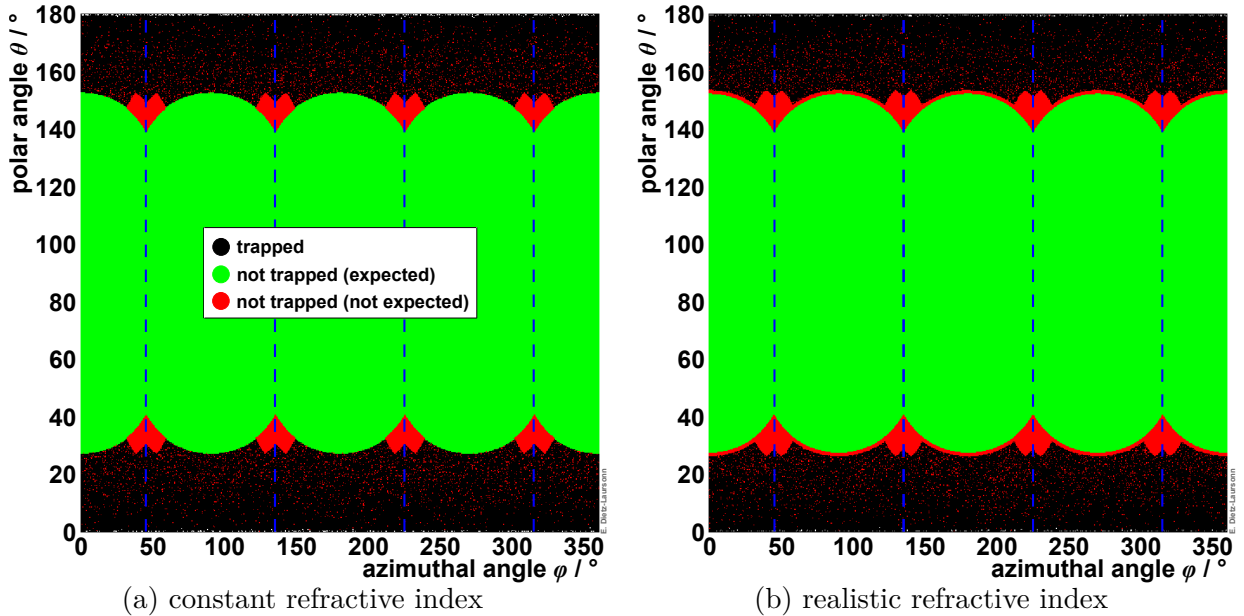 polar angle θ / °
180
160
140
120
100
80
60
40
20
0
trapped
not trapped (expected)
not trapped (not expected)
0 50 100 150 200 250 300 350
azimuthal angle φ / °
E. Dietz-Laursonn
(a) constant refractive index
polar angle θ / °
180
160
140
120
100
80
60
40
20
0
0 50 100 150 200 250 300 350
azimuthal angle φ / °
E. Dietz-Laursonn
(b) realistic refractive index